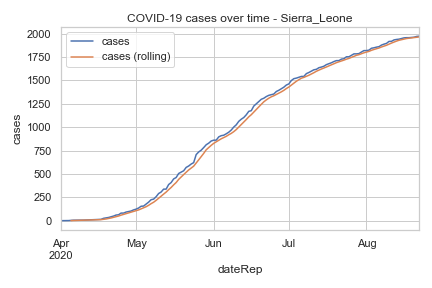 COVID-19 cases over time - Sierra_Leone
cases
cases (rolling)
2000
1750
1500
1250
1000
750
500
250
0
cases
Apr May Jun Jul Aug
2020
dateRep